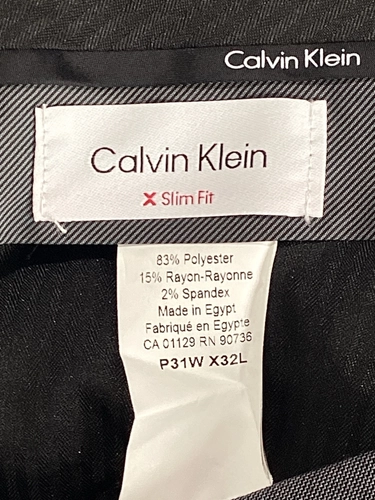 Calvin Klein
Calvin Klein
X Slim Fit
83% Polyester
15% Rayon-Rayonne
2% Spandex
Made in Egypt
Fabriqué en Egypte
CA 01129 RN 90736
P31W X32L